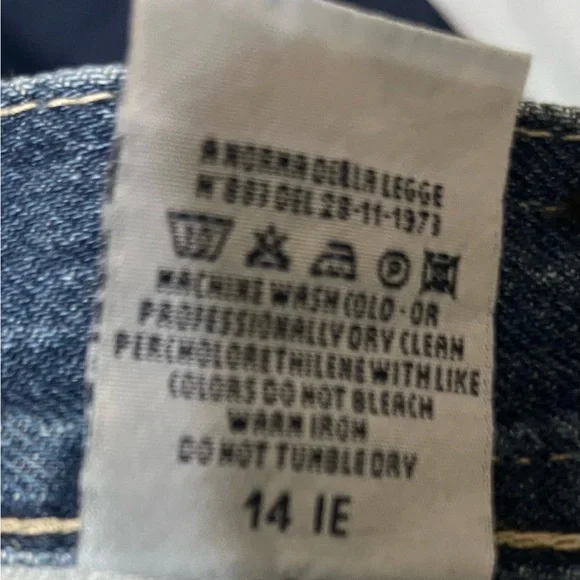 A NORMA DELLA LEGGE
N 883 DEL 26-11-1973
30
P
MACHINE WASH COLD-OR
PROFESSIONALLY DRY CLEAN
PERCHOLORETHILENE WITH LIKE
COLORS DO NOT BLEACH
WARM IRON
DO NOT TUMBLE DRY
14 IE